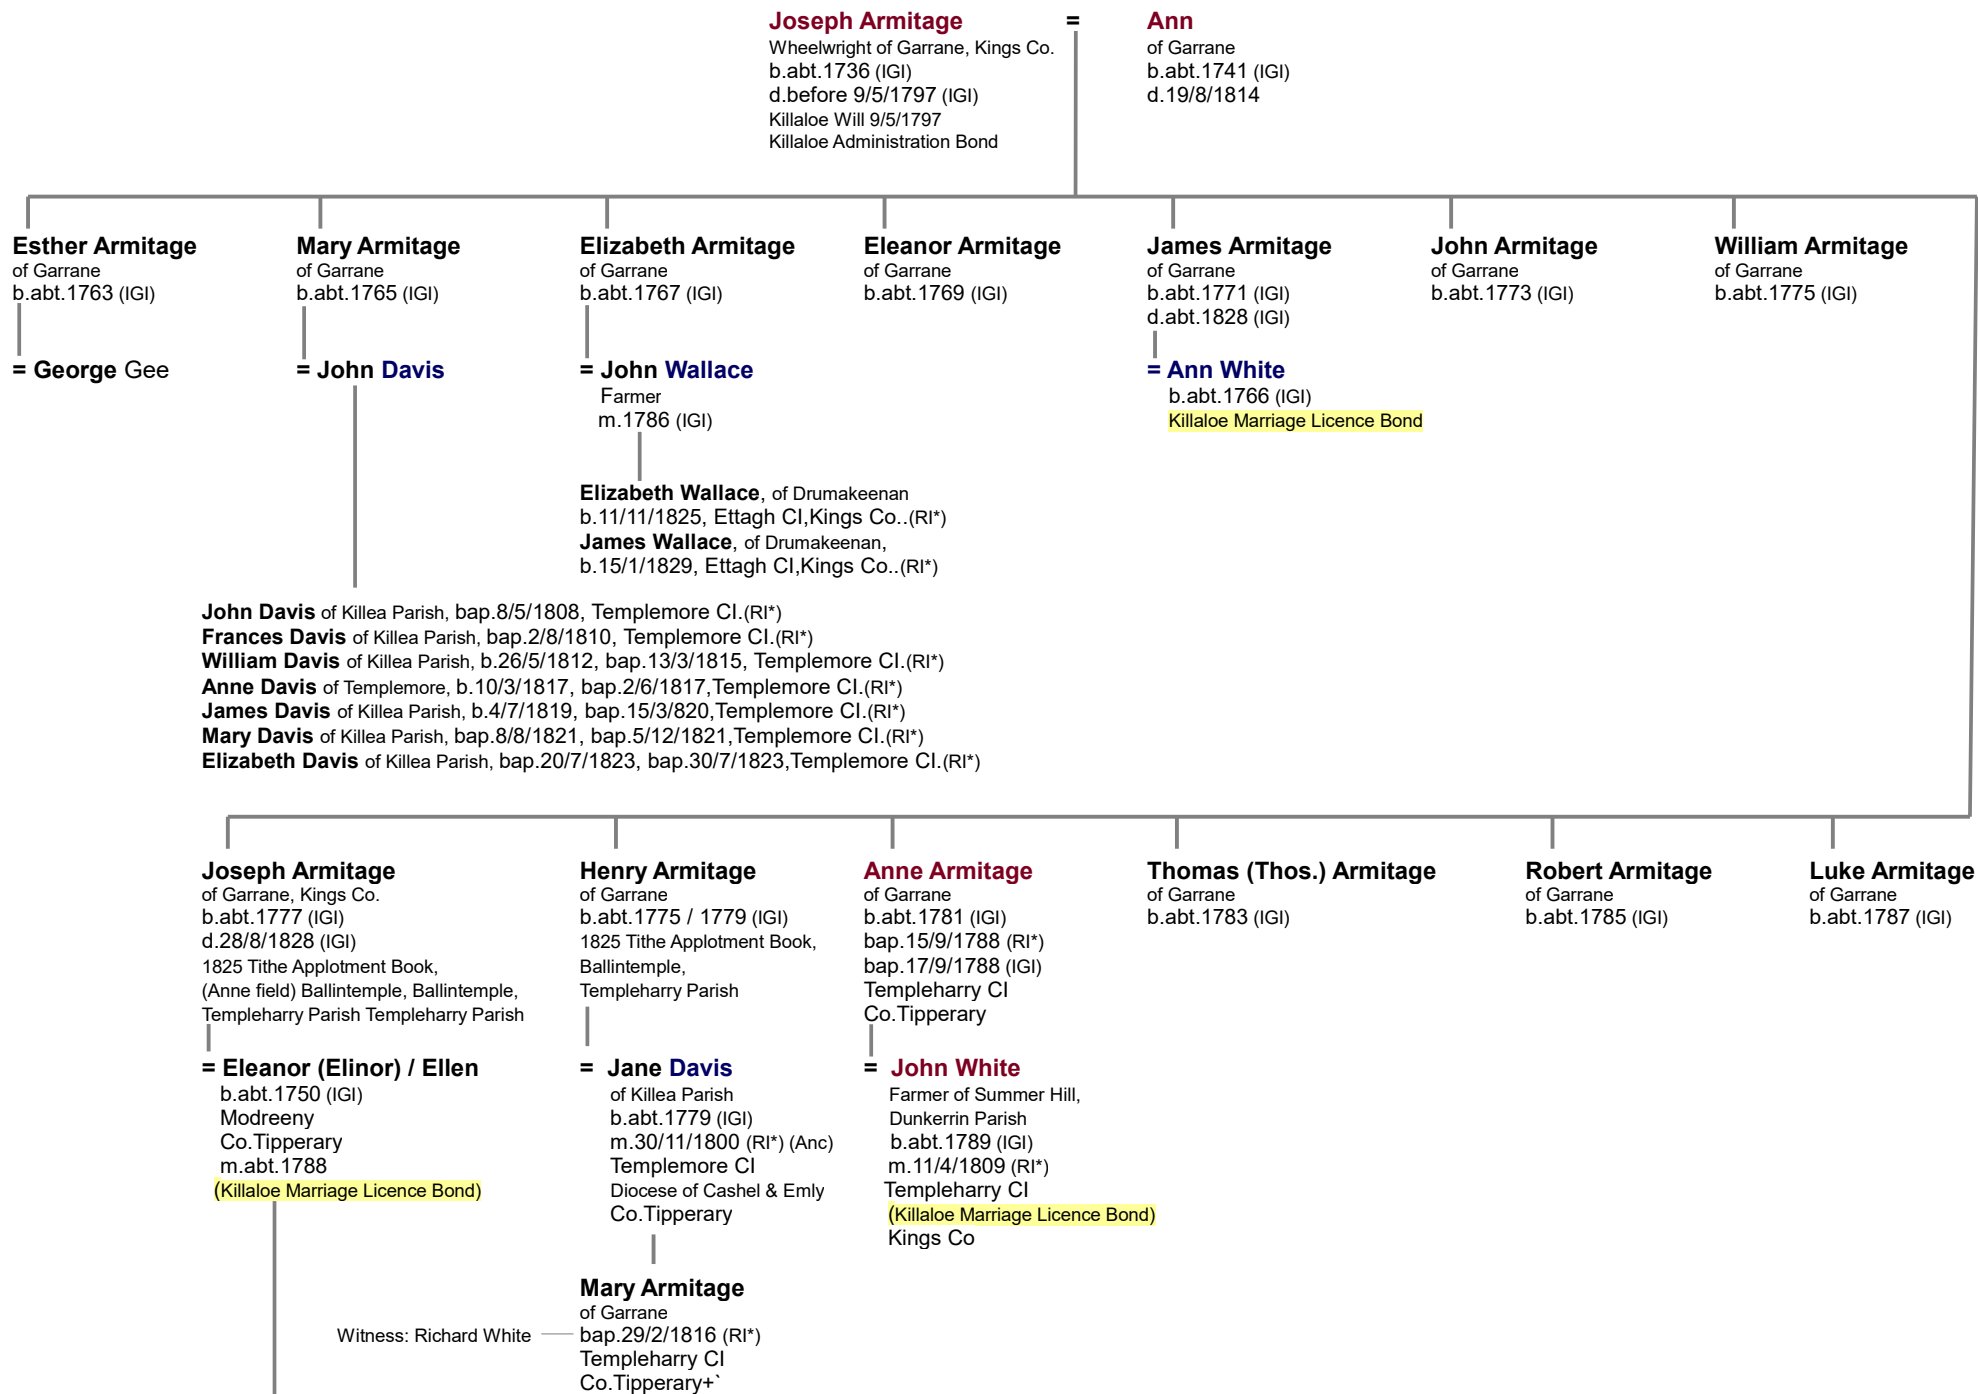 Joseph Armitage = Ann
Wheelwright of Garrane, Kings Co.
b.abt.1736 (IGI)
d.before 9/5/1797 (IGI)
Killaloe Will 9/5/1797
Killaloe Administration Bond
of Garrane
b.abt.1741 (IGI)
d.19/8/1814
Esther Armitage
of Garrane
b.abt.1763 (IGI)
= George Gee
Mary Armitage
of Garrane
b.abt.1765 (IGI)
= John Davis
Elizabeth Armitage
of Garrane
b.abt.1767 (IGI)
= John Wallace
Farmer
m.1786 (IGI)
Elizabeth Wallace, of Drumakeenan
b.11/11/1825, Ettagh CI,Kings Co..(RI*)
James Wallace, of Drumakeenan,
b.15/1/1829, Ettagh CI,Kings Co..(RI*)
Eleanor Armitage
of Garrane
b.abt.1769 (IGI)
James Armitage
of Garrane
b.abt.1771 (IGI)
d.abt.1828 (IGI)
= Ann White
b.abt.1766 (IGI)
Killaloe Marriage Licence Bond
John Armitage
of Garrane
b.abt.1773 (IGI)
William Armitage
of Garrane
b.abt.1775 (IGI)
John Davis of Killea Parish, bap.8/5/1808, Templemore CI.(RI*)
Frances Davis of Killea Parish, bap.2/8/1810, Templemore CI.(RI*)
William Davis of Killea Parish, b.26/5/1812, bap.13/3/1815, Templemore CI.(RI*)
Anne Davis of Templemore, b.10/3/1817, bap.2/6/1817,Templemore CI.(RI*)
James Davis of Killea Parish, b.4/7/1819, bap.15/3/820,Templemore CI.(RI*)
Mary Davis of Killea Parish, bap.8/8/1821, bap.5/12/1821,Templemore CI.(RI*)
Elizabeth Davis of Killea Parish, bap.20/7/1823, bap.30/7/1823,Templemore CI.(RI*)
Joseph Armitage
of Garrane, Kings Co.
b.abt.1777 (IGI)
d.28/8/1828 (IGI)
1825 Tithe Applotment Book,
(Anne field) Ballintemple, Ballintemple,
Templeharry Parish Templeharry Parish
= Eleanor (Elinor) / Ellen
b.abt.1750 (IGI)
Modreeny
Co.Tipperary
m.abt.1788
(Killaloe Marriage Licence Bond)
Henry Armitage
of Garrane
b.abt.1775 / 1779 (IGI)
1825 Tithe Applotment Book,
Ballintemple,
Templeharry Parish
= Jane Davis
of Killea Parish
b.abt.1779 (IGI)
m.30/11/1800 (RI*) (Anc)
Templemore CI
Diocese of Cashel & Emly
Co.Tipperary
Mary Armitage
of Garrane
Witness: Richard White
bap.29/2/1816 (RI*)
Templeharry CI
Co.Tipperary+`
Anne Armitage
of Garrane
b.abt.1781 (IGI)
bap.15/9/1788 (RI*)
bap.17/9/1788 (IGI)
Templeharry CI
Co.Tipperary
= John White
Farmer of Summer Hill,
Dunkerrin Parish
b.abt.1789 (IGI)
m.11/4/1809 (RI*)
Templeharry CI
(Killaloe Marriage Licence Bond)
Kings Co
Thomas (Thos.) Armitage
of Garrane
b.abt.1783 (IGI)
Robert Armitage
of Garrane
b.abt.1785 (IGI)
Luke Armitage
of Garrane
b.abt.1787 (IGI)